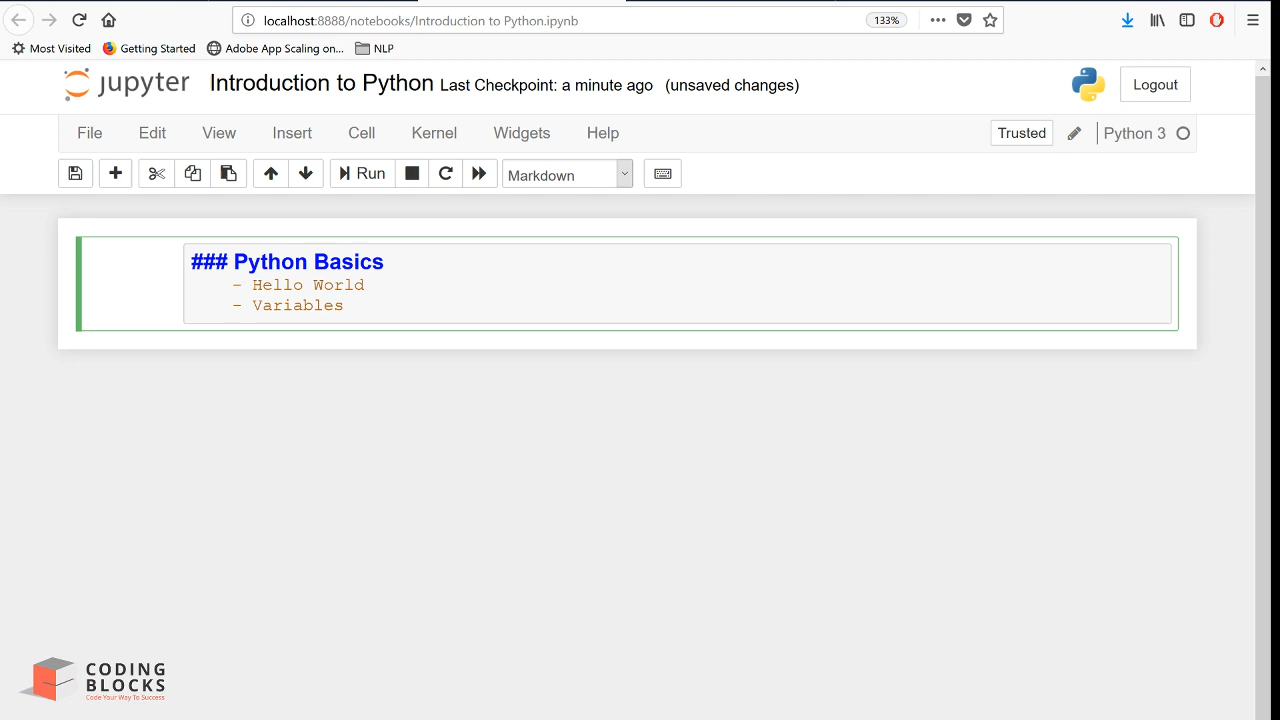 localhost:8888/notebooks/Introduction to Python.ipynb 133%
Most Visited Getting Started Adobe App Scaling on... NLP
jupyter Introduction to Python Last Checkpoint: a minute ago (unsaved changes) Logout
File Edit View Insert Cell Kernel Widgets Help Trusted Python 3
Run Markdown
### Python Basics
- Hello World
- Variables
CODING
BLOCKS
Code Your Way To Success